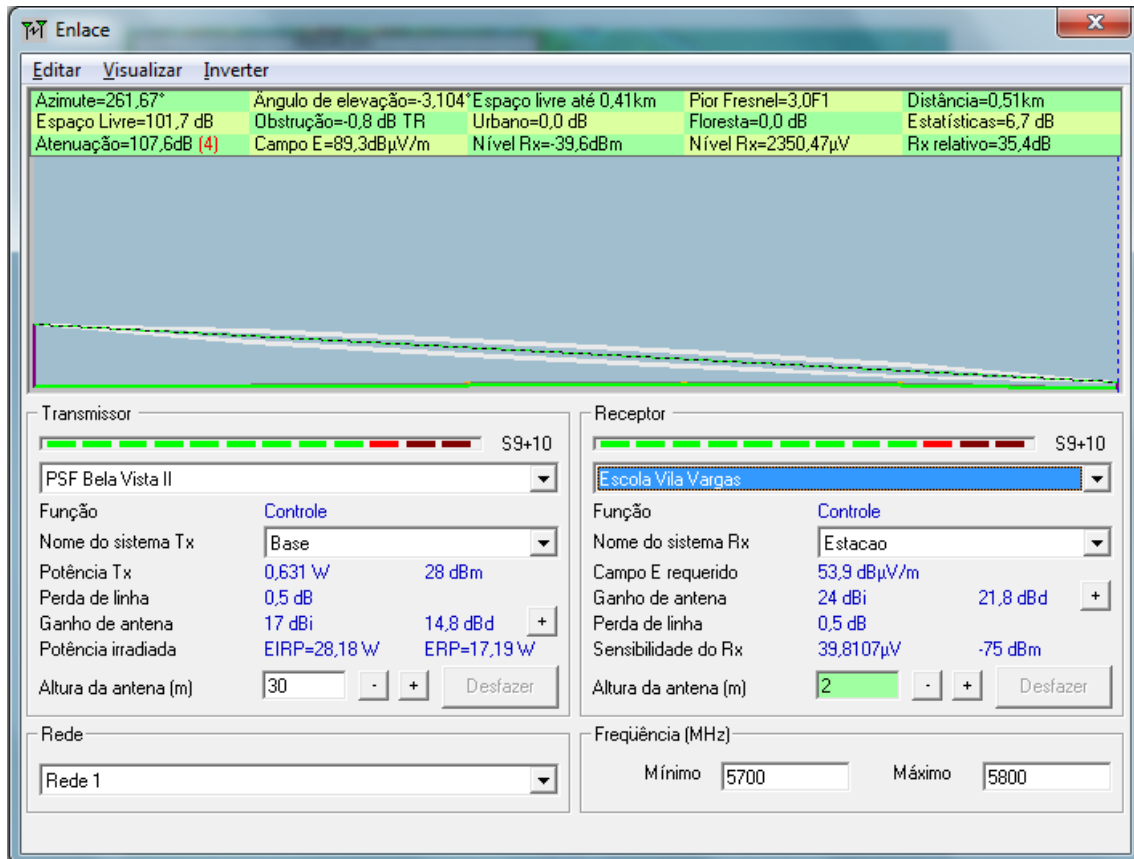 Enlace
Editar Visualizar Inverter
Azimute=261,67° Ângulo de elevação=-3,104° Espaço livre até 0,41km Pior Fresnel=3,0F1 Distância=0,51km
Espaço Livre=101,7 dB Obstrução=-0,8 dB TR Urbano=0,0 dB Floresta=0,0 dB Estatísticas=6,7 dB
Atenuação=107,6dB (4) Campo E=89,3dBµV/m Nível Rx=-39,6dBm Nível Rx=2350,47µV Rx relativo=35,4dB
Transmissor
S9+10
PSF Bela Vista II
Função Controle
Nome do sistema Tx Base
Potência Tx 0,631 W 28 dBm
Perda de linha 0,5 dB
Ganho de antena 17 dBi 14,8 dBd +
Potência irradiada EIRP=28,18 W ERP=17,19 W
Altura da antena (m) 30 - + Desfazer
Rede
Rede 1
Receptor
S9+10
Escola Vila Vargas
Função Controle
Nome do sistema Rx Estacao
Campo E requerido 53,9 dBµV/m
Ganho de antena 24 dBi 21,8 dBd +
Perda de linha 0,5 dB
Sensibilidade do Rx 39,8107µV -75 dBm
Altura da antena (m) 2 - + Desfazer
Freqüência (MHz)
Mínimo 5700 Máximo 5800